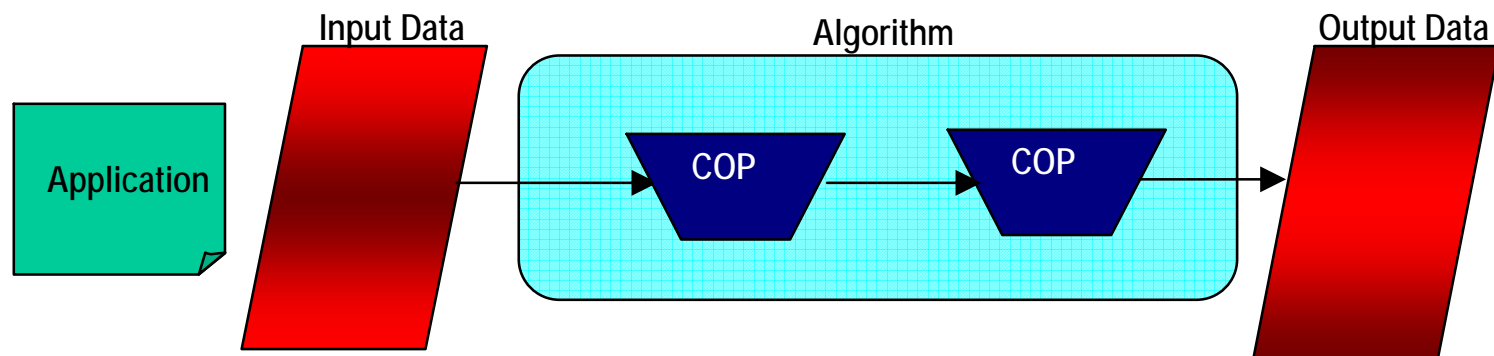 Input Data
Algorithm
Output Data
Application
COP
COP